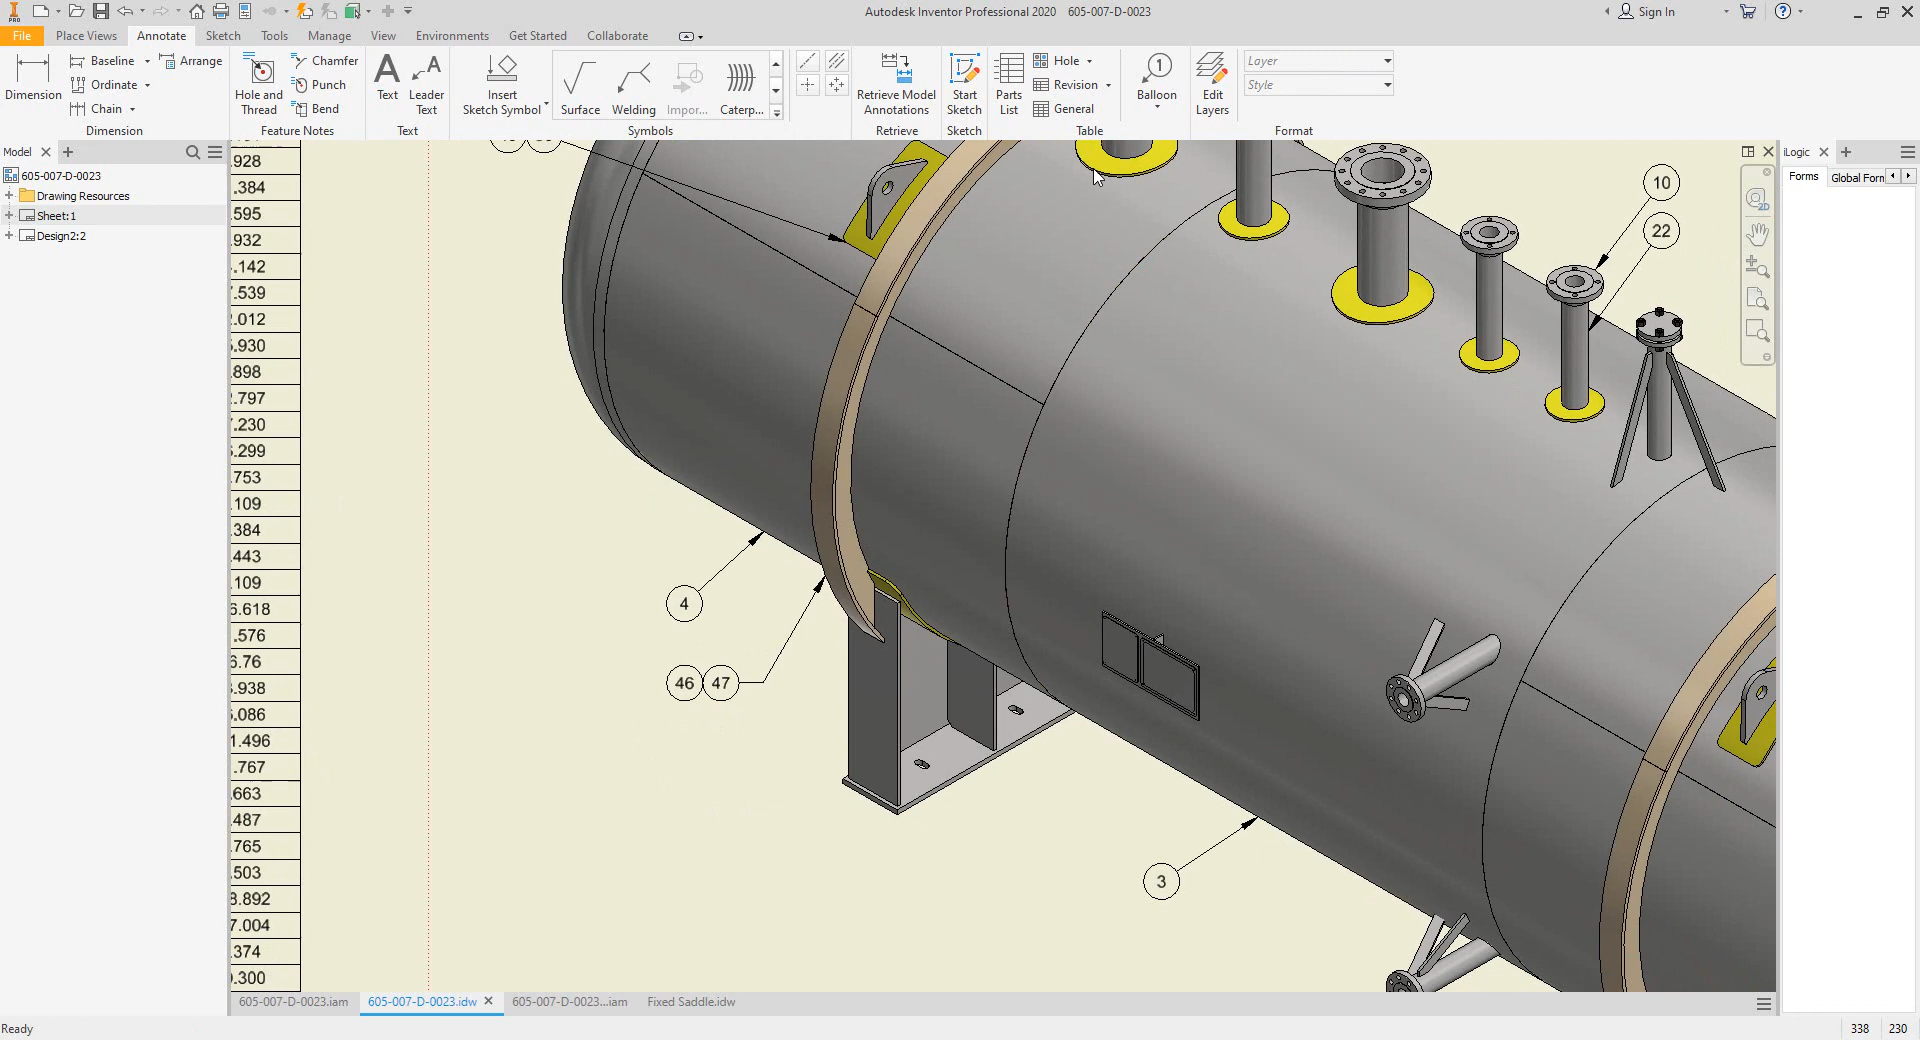 PRO
Autodesk Inventor Professional 2020 605-007-D-0023
Sign In
File Place Views Annotate Sketch Tools Manage View Environments Get Started Collaborate
Dimension
Baseline
Ordinate
Chain
Arrange
Dimension
Hole and Thread
Chamfer
Punch
Bend
Feature Notes
Text
Leader Text
Text
Insert Sketch Symbol
Surface
Welding
Impor...
Caterp...
Symbols
Retrieve Model Annotations
Retrieve
Start Sketch
Sketch
Parts List
Hole
Revision
General
Table
1
Balloon
Edit Layers
Layer
Style
Format
Model
605-007-D-0023
Drawing Resources
Sheet:1
Design2:2
.928
.384
.595
.932
.142
.539
.012
.930
.898
.797
.230
.299
.753
.109
.384
.443
.109
6.618
.576
6.76
.938
.086
1.496
.767
.663
.487
.765
.503
8.892
7.004
.374
.300
10
22
4
46 47
3
2D
iLogic
Forms Global Forn
605-007-D-0023.iam 605-007-D-0023.idw 605-007-D-0023...iam Fixed Saddle.idw
Ready
338 230